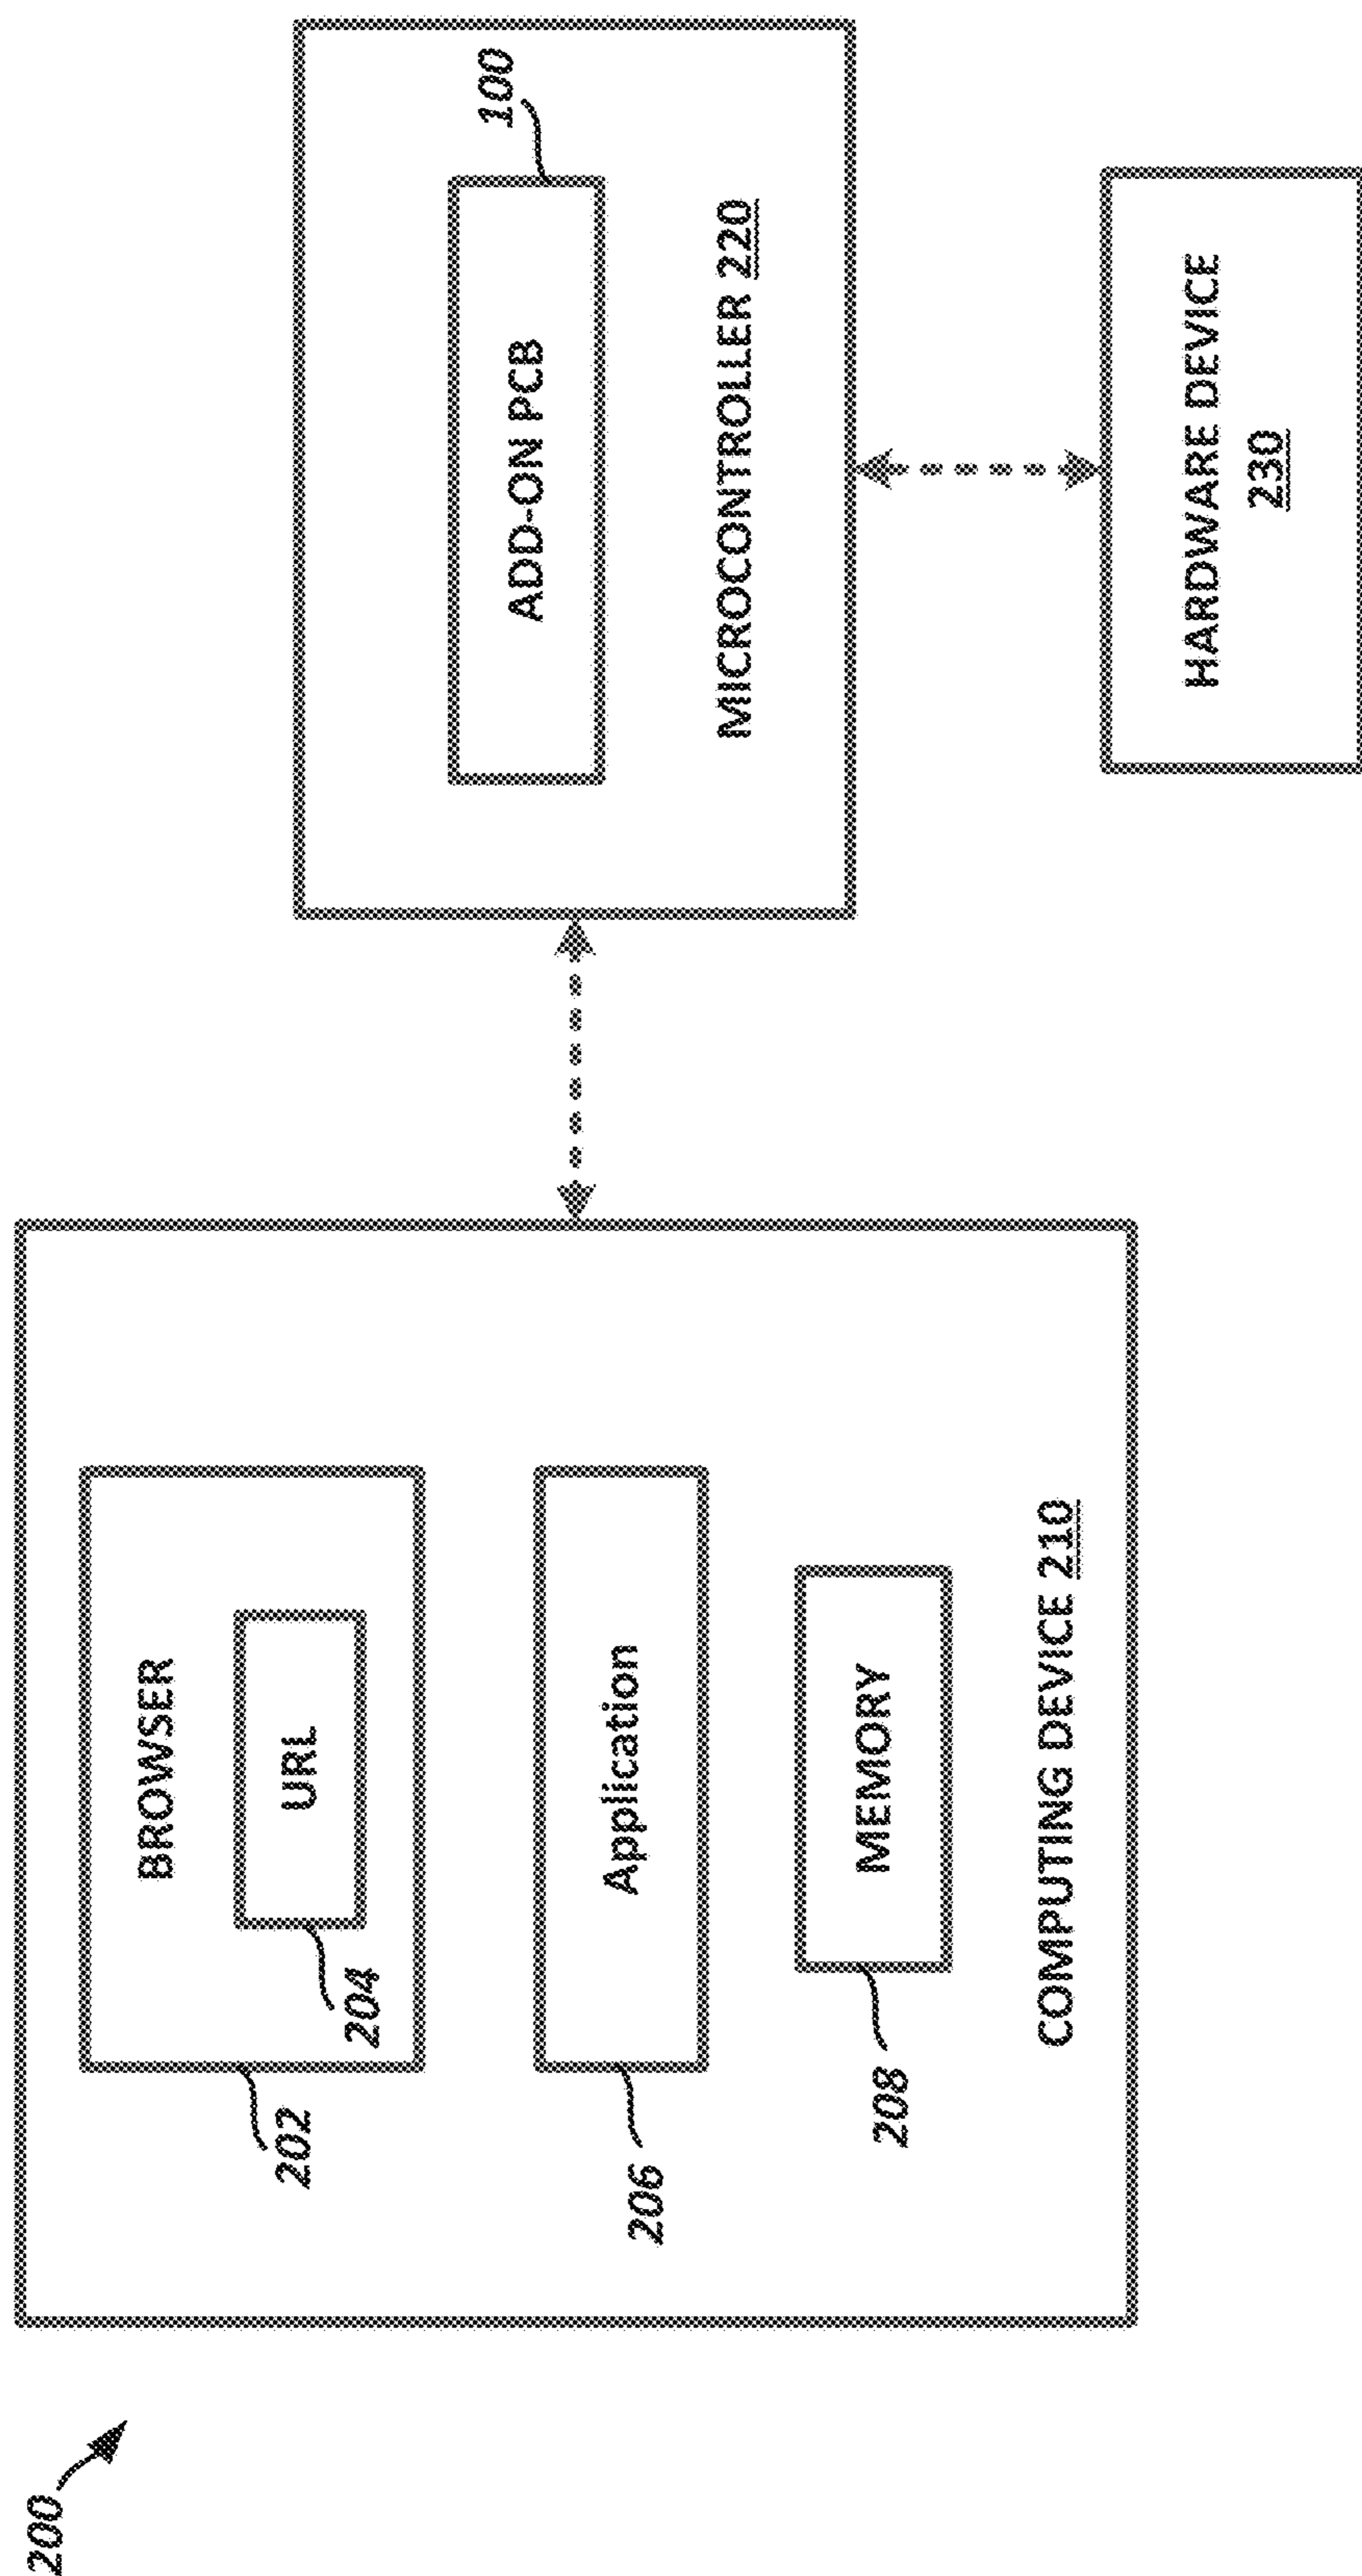 200
BROWSER
URL
204
202
Application
206
MEMORY
208
COMPUTING DEVICE 210
100
ADD-ON PCB
MICROCONTROLLER 220
HARDWARE DEVICE
230